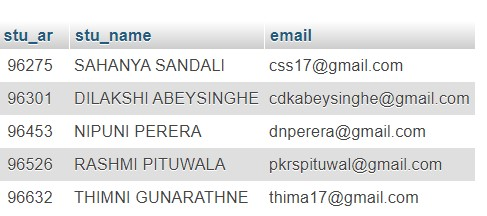 stu_ar stu_name email
96275 SAHANYA SANDALI css17@gmail.com
96301 DILAKSHI ABEYSINGHE cdkabeysinghe@gmail.com
96453 NIPUNI PERERA dnperera@gmail.com
96526 RASHMI PITUWALA pkrspituwal@gmail.com
96632 THIMNI GUNARATHNE thima17@gmail.com